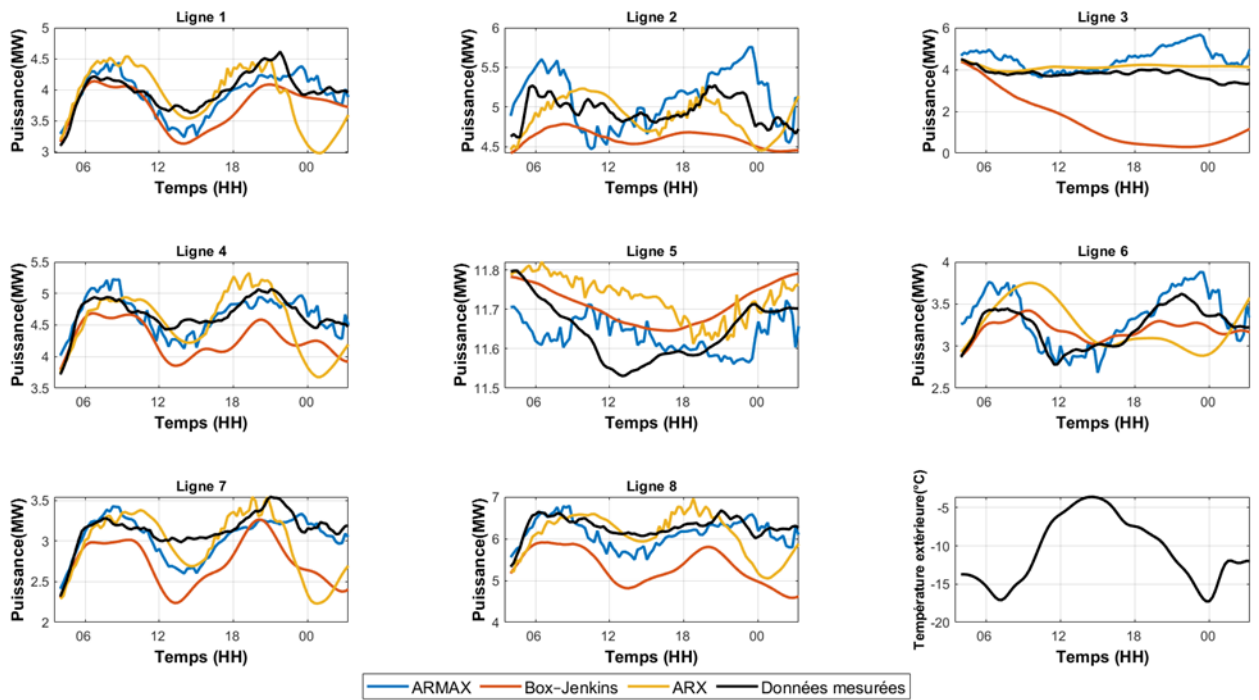 Ligne 1
Puissance(MW)
5
4.5
4
3.5
3
06
12
18
00
Temps (HH)
Ligne 2
Puissance(MW)
6
5.5
5
4.5
06
12
18
00
Temps (HH)
Ligne 3
Puissance(MW)
6
4
2
0
06
12
18
00
Temps (HH)
Ligne 4
Puissance(MW)
5.5
5
4.5
4
3.5
06
12
18
00
Temps (HH)
Ligne 5
Puissance(MW)
11.8
11.7
11.6
11.5
06
12
18
00
Temps (HH)
Ligne 6
Puissance(MW)
4
3.5
3
2.5
06
12
18
00
Temps (HH)
Ligne 7
Puissance(MW)
3.5
3
2.5
2
06
12
18
00
Temps (HH)
Ligne 8
Puissance(MW)
7
6
5
4
06
12
18
00
Temps (HH)
Température extérieure(°C)
-5
-10
-15
-20
06
12
18
00
Temps (HH)
ARMAX Box-Jenkins ARX Données mesurées